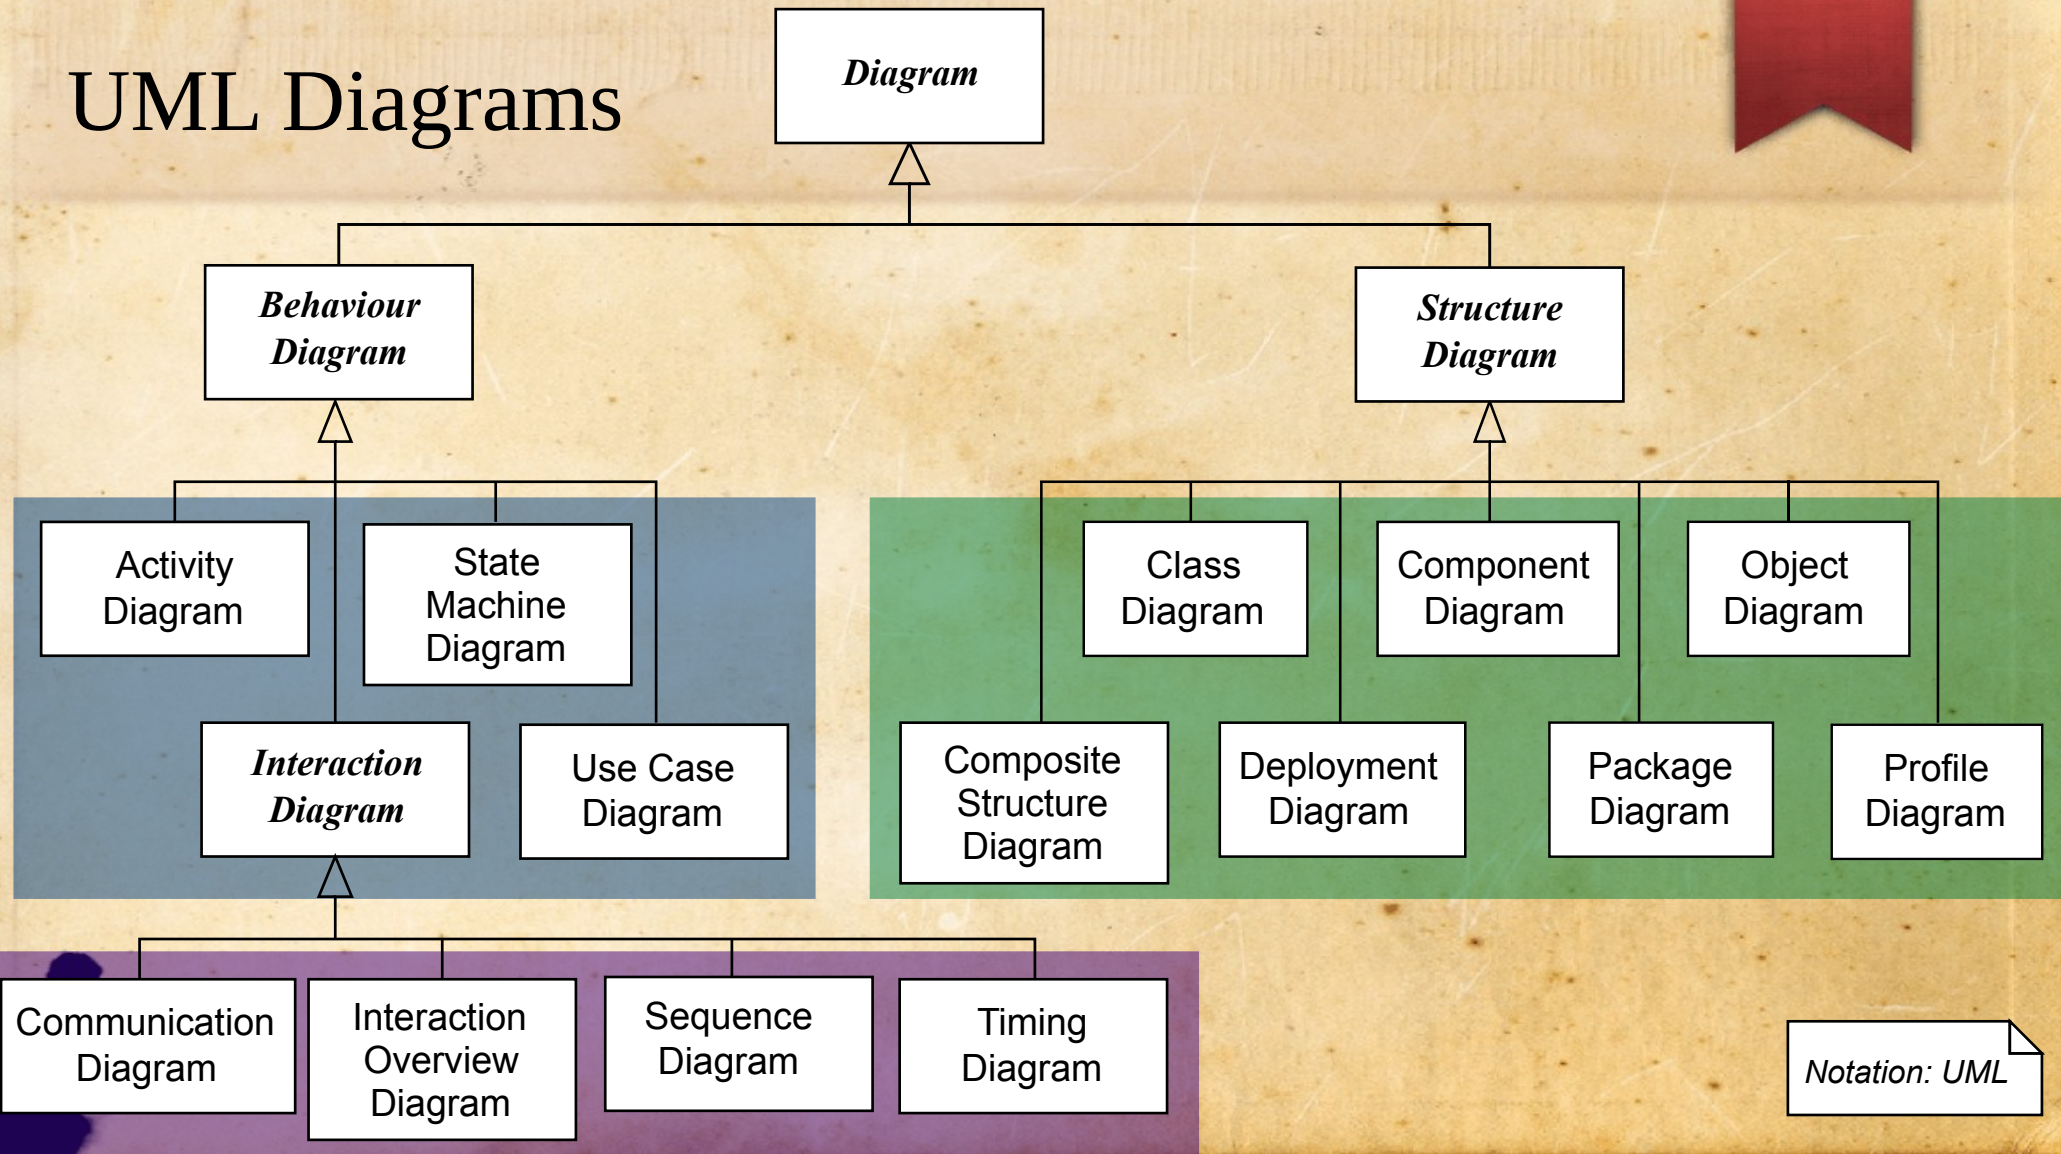 UML Diagrams
Diagram
Behaviour
Diagram
Structure
Diagram
Activity
Diagram
State
Machine
Diagram
Class
Diagram
Component
Diagram
Object
Diagram
Interaction
Diagram
Use Case
Diagram
Composite
Structure
Diagram
Deployment
Diagram
Package
Diagram
Profile
Diagram
Communication
Diagram
Interaction
Overview
Diagram
Sequence
Diagram
Timing
Diagram
Notation: UML